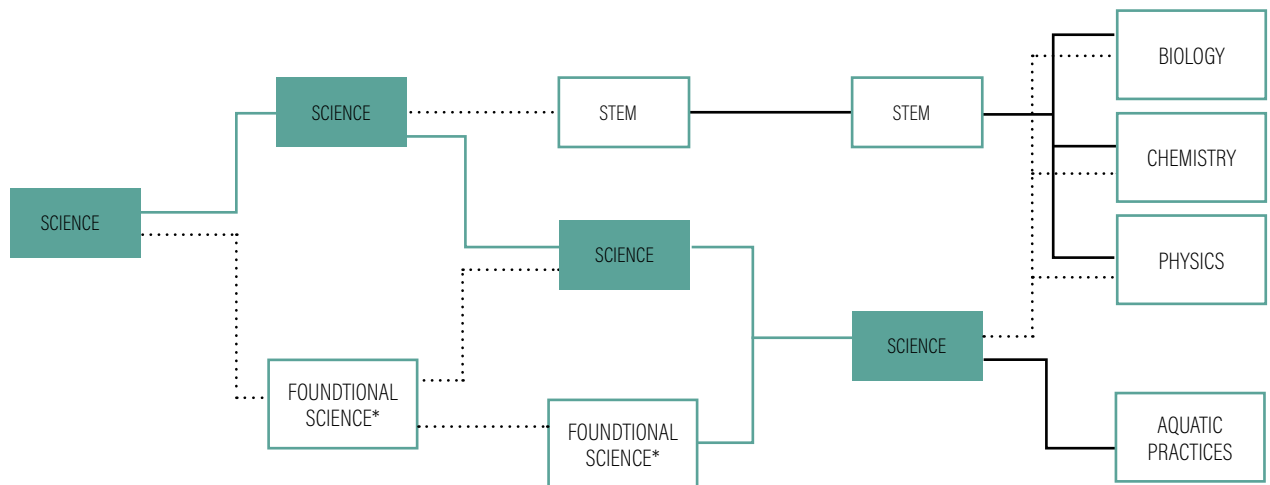 BIOLOGY
SCIENCE
STEM
STEM
CHEMISTRY
SCIENCE
SCIENCE
PHYSICS
SCIENCE
FOUNDTIONAL
SCIENCE*
FOUNDTIONAL
SCIENCE*
AQUATIC
PRACTICES